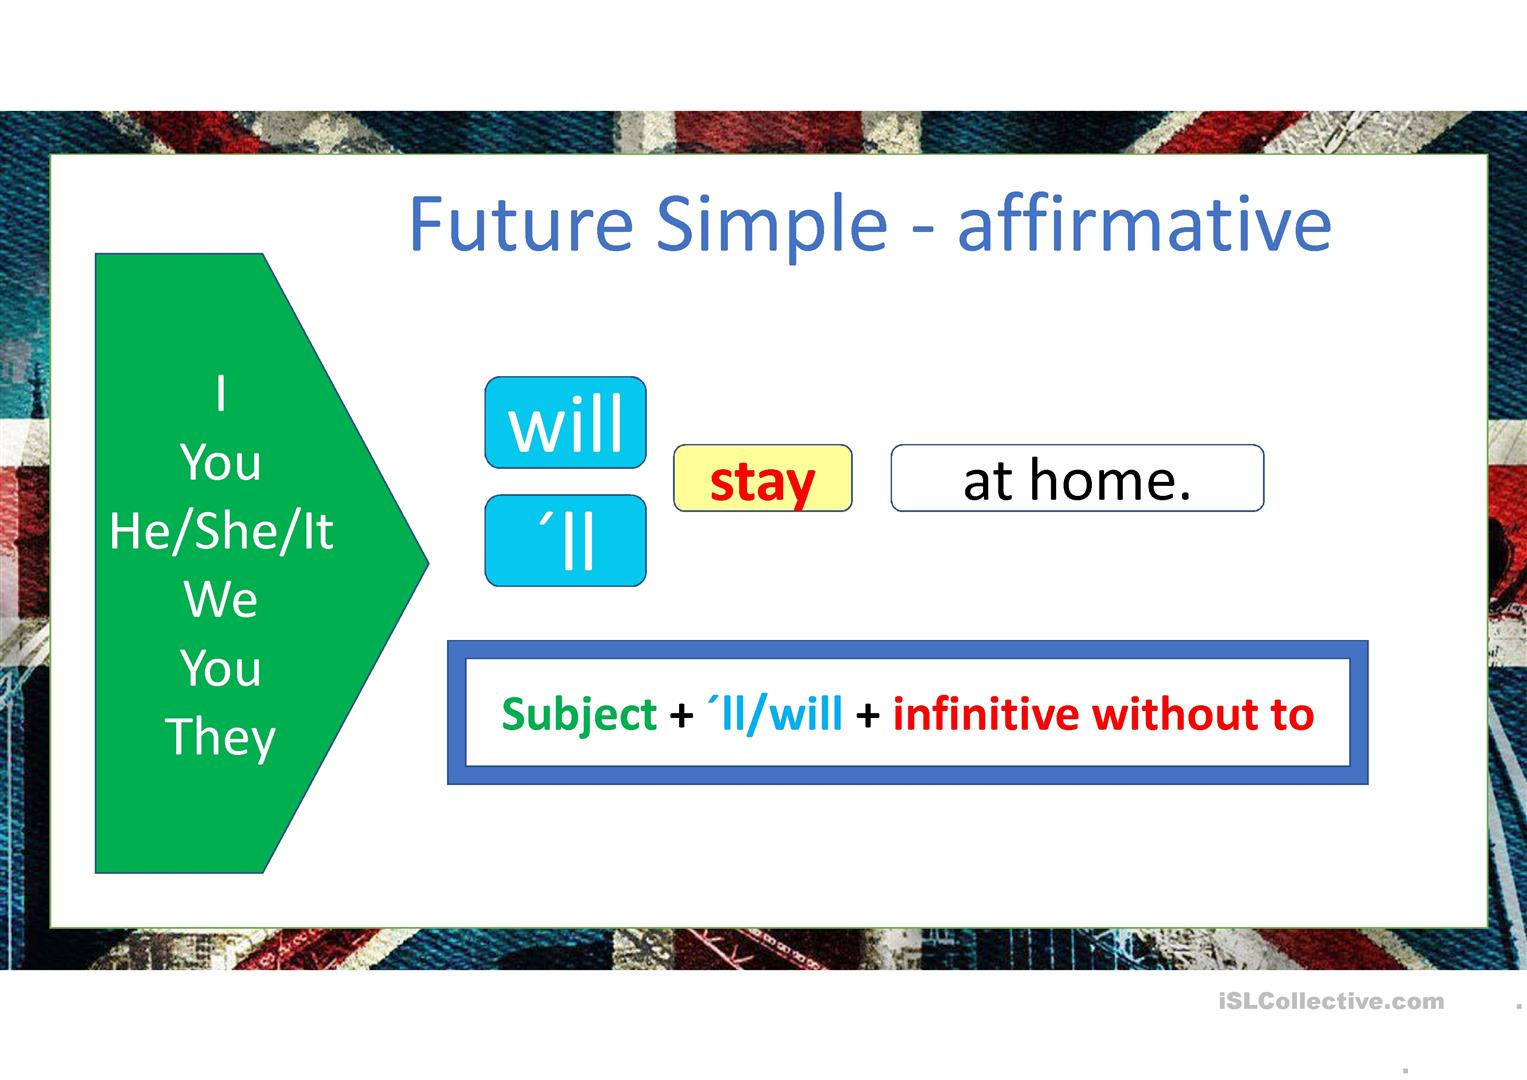 Future Simple - affirmative
I
You
He/She/It
We
You
They
will
´ll
stay
at home.
Subject + ´ll/will + infinitive without to
iSLCollective.com